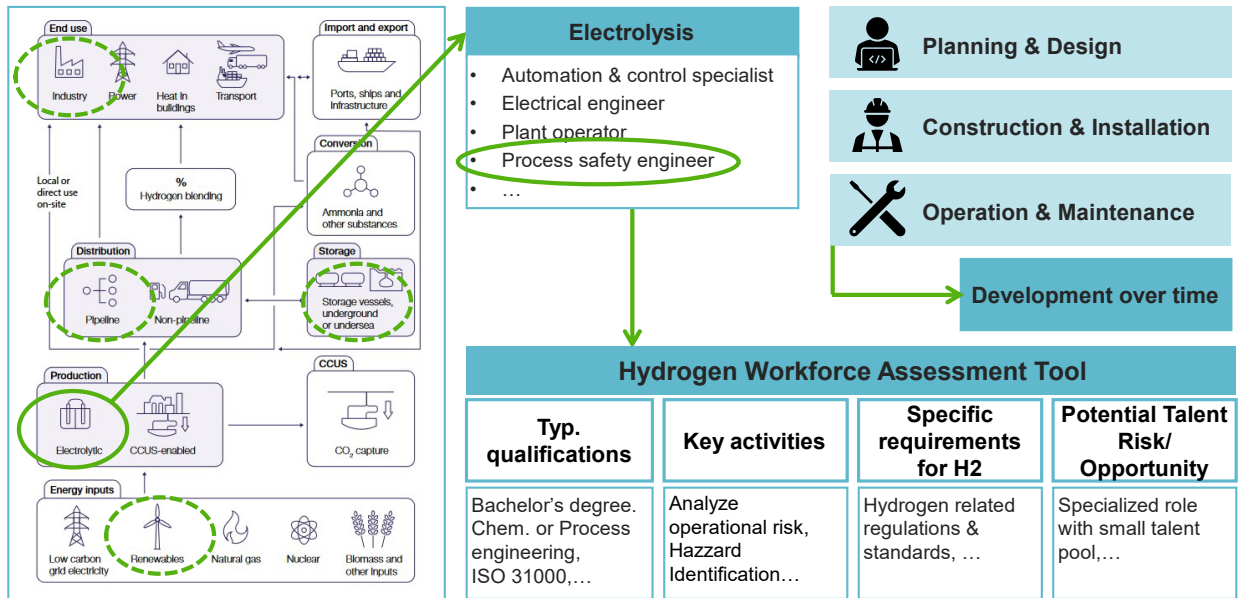 End use
Industry
Power
Heat in
buildings
Transport
Import and export
Ports, ships and
infrastructure
Conversion
Ammonia and
other substances
Local or
direct use
on-site
%
Hydrogen blending
Distribution
Pipeline
Non-pipeline
Storage
Storage vessels,
underground
or undersea
Production
Electrolytic
CCUS-enabled
CCUS
CO₂ capture
Energy inputs
Low carbon
grid electricity
Renewables
Natural gas
Nuclear
Biomass and
other inputs
Electrolysis
• Automation & control specialist
• Electrical engineer
• Plant operator
• Process safety engineer
• …
</>
Planning & Design
Construction & Installation
Operation & Maintenance
Development over time
Hydrogen Workforce Assessment Tool
Typ.
qualifications
Bachelor’s degree.
Chem. or Process
engineering,
ISO 31000,…
Key activities
Analyze
operational risk,
Hazzard
Identification…
Specific
requirements
for H2
Hydrogen related
regulations &
standards, …
Potential Talent
Risk/
Opportunity
Specialized role
with small talent
pool,…